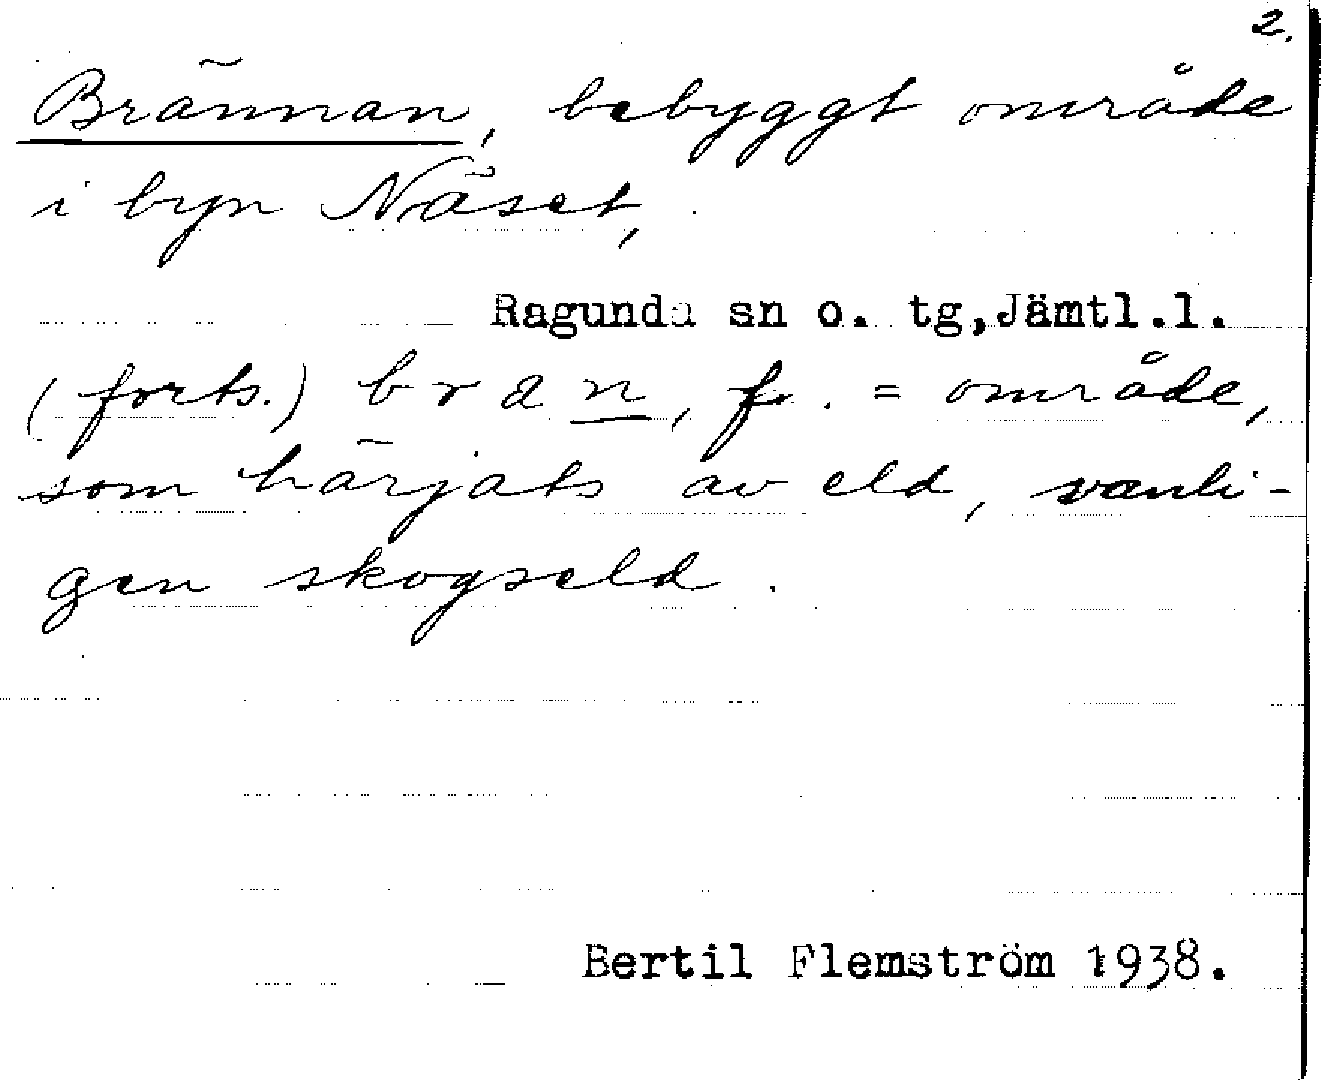 2.
Brännan, bebyggt område
i byn Näset,
Ragunda sn o. tg,Jämtl.l.
(forts.) b r a n, f. = område,
som härjats av eld, vanli-
gen skogseld.
Bertil Flemström 1938.